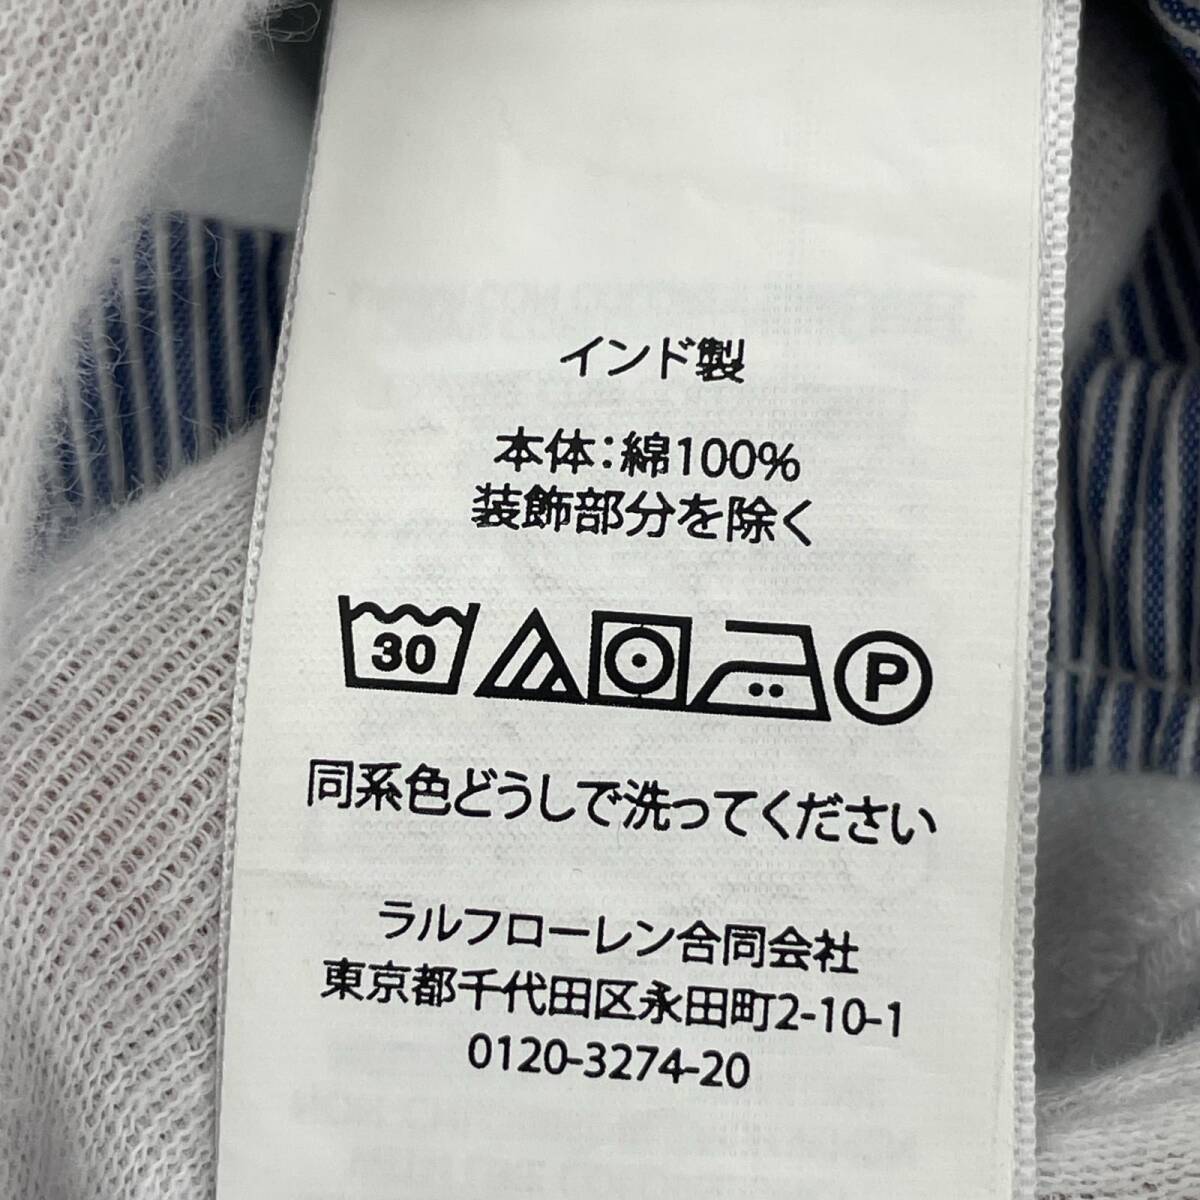 インド製
本体:綿100%
装飾部分を除く
30 P
同系色どうしで洗ってください
ラルフローレン合同会社
東京都千代田区永田町2-10-1
0120-3274-20